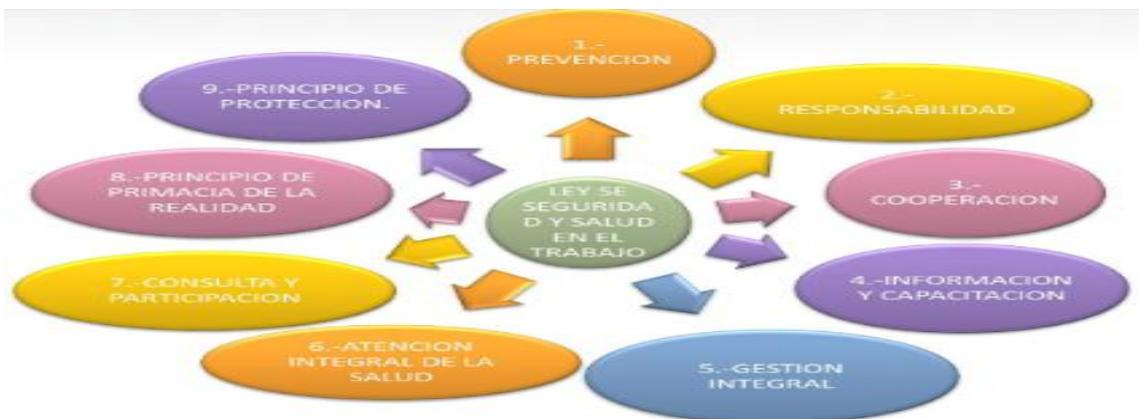 1.-
PREVENCION
2.-
RESPONSABILIDAD
3.-
COOPERACION
4.-INFORMACION
Y CAPACITACION
5.-GESTION
INTEGRAL
6.-ATENCION
INTEGRAL DE LA
SALUD
7.-CONSULTA Y
PARTICIPACION
8.-PRINCIPIO DE
PRIMACIA DE LA
REALIDAD
9.-PRINCIPIO DE
PROTECCION.
LEY SE
SEGURIDA
D Y SALUD
EN EL
TRABAJO